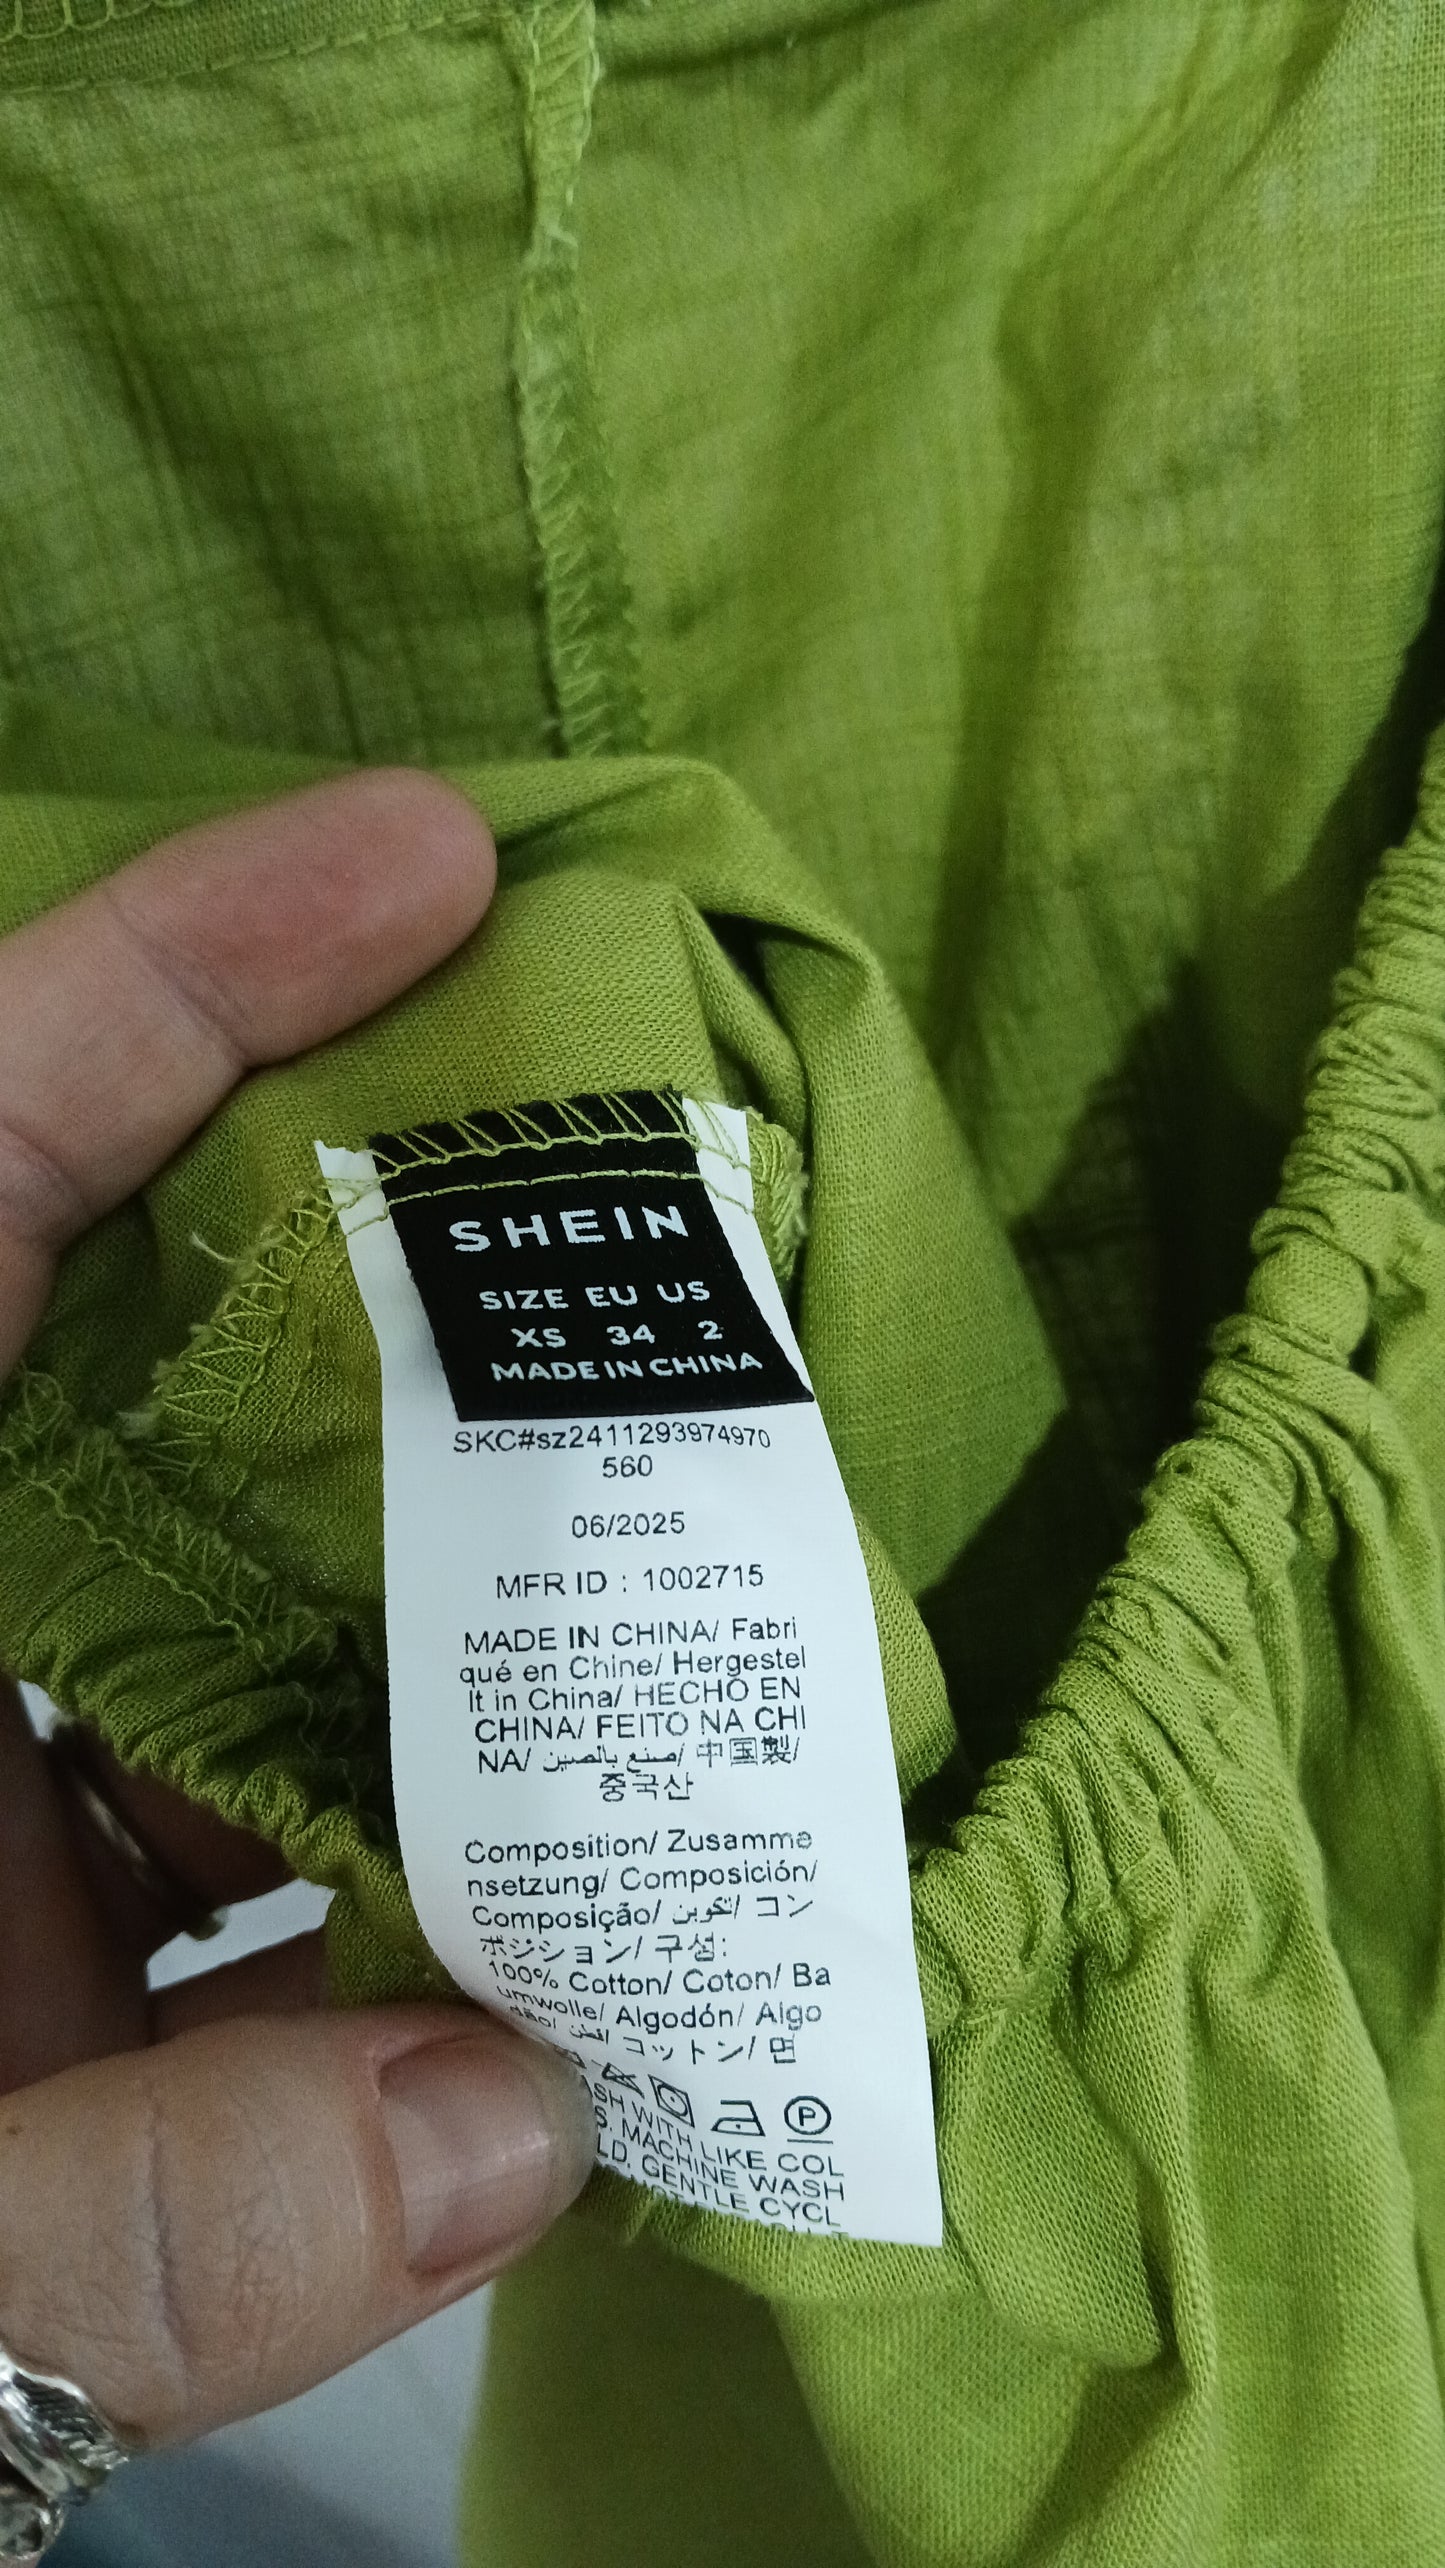 SHEIN
SIZE EU US
XS 34 2
MADE IN CHINA
SKC#sz2411293974970
560
06/2025
MFR ID : 1002715
MADE IN CHINA/ Fabri
qué en Chine/ Hergestel
lt in China/ HECHO EN
CHINA/ FEITO NA CHI
NA/ صنع بالصين/ 中国製/
중국산
Composition/ Zusamme
nsetzung/ Composición/
Composição/ تكوين/ コン
ポジション/ 구성:
100% Cotton/ Coton/ Ba
umwolle/ Algodón/ Algo
dão/ قطن/ コットン/ 면
P
WITH LIKE COL
MACHINE WASH
GENTLE CYCL